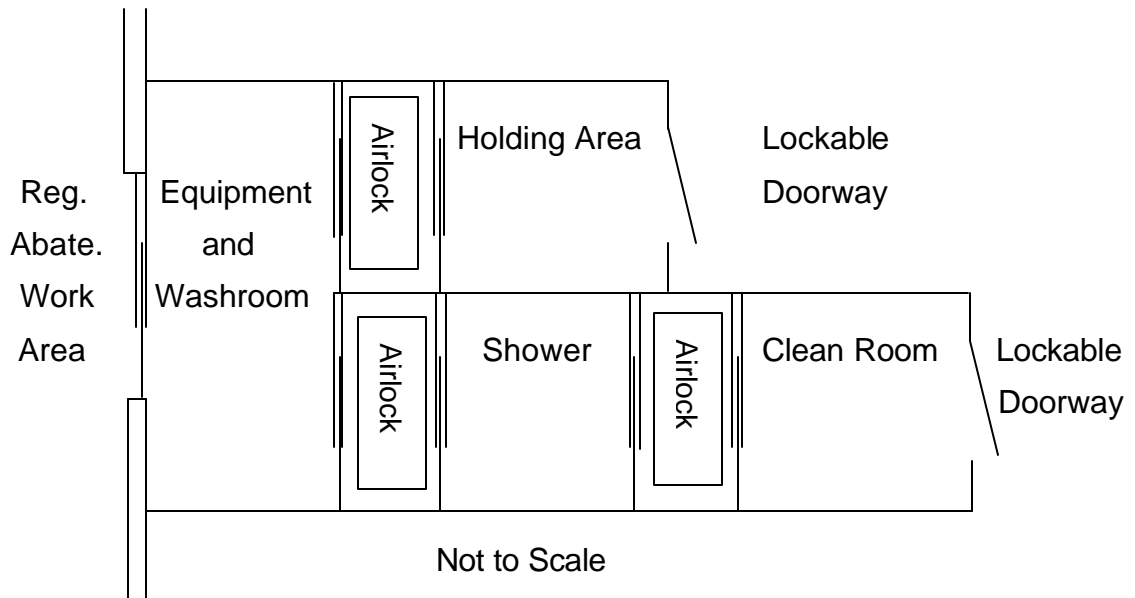 Airlock
Holding Area
Lockable
Doorway
Reg.
Abate.
Work
Area
Equipment
and
Washroom
Airlock
Shower
Airlock
Clean Room
Lockable
Doorway
Not to Scale